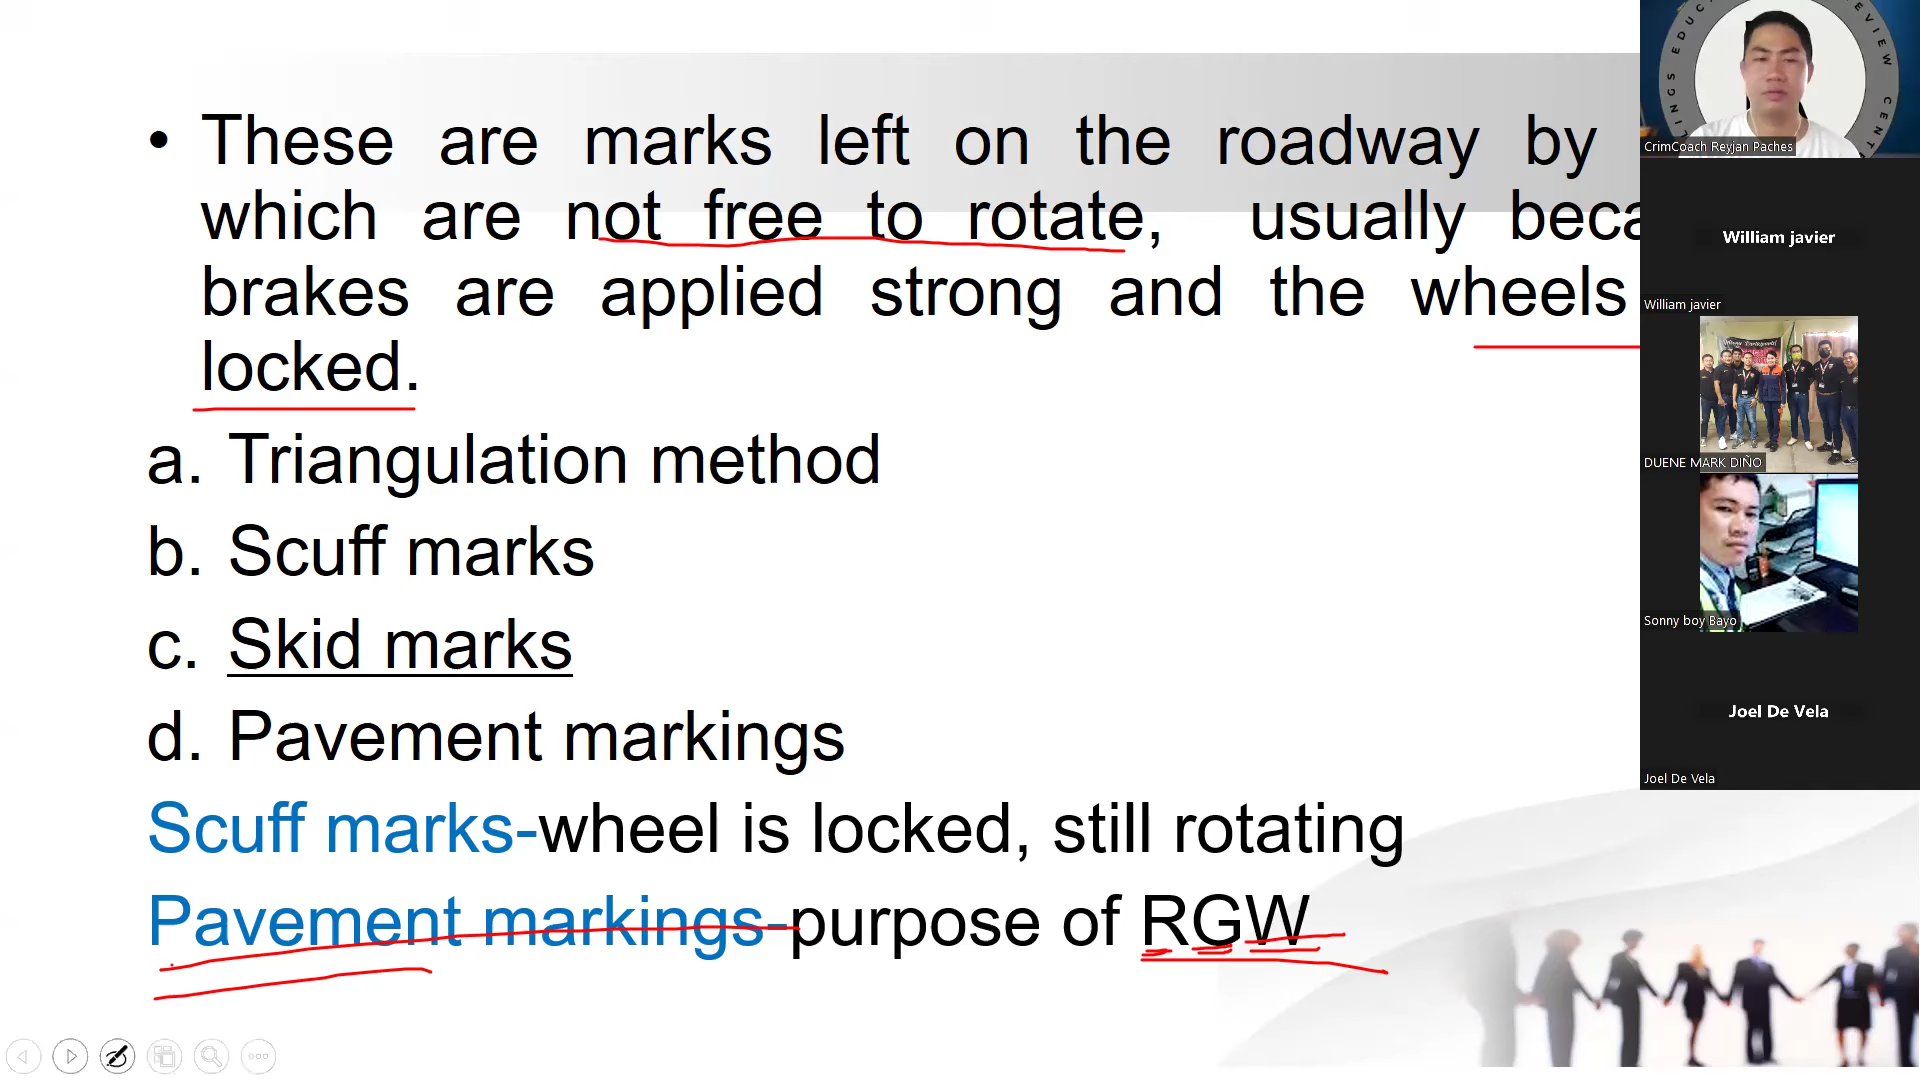 • These are marks left on the roadway by
which are not free to rotate, usually beca
brakes are applied strong and the wheels
locked.
a. Triangulation method
b. Scuff marks
c. Skid marks
d. Pavement markings
Scuff marks-wheel is locked, still rotating
Pavement markings-purpose of RGW
CrimCoach Reyjan Paches
William javier
William javier
DUENE MARK DIÑO
Sonny boy Bayo
Joel De Vela
Joel De Vela